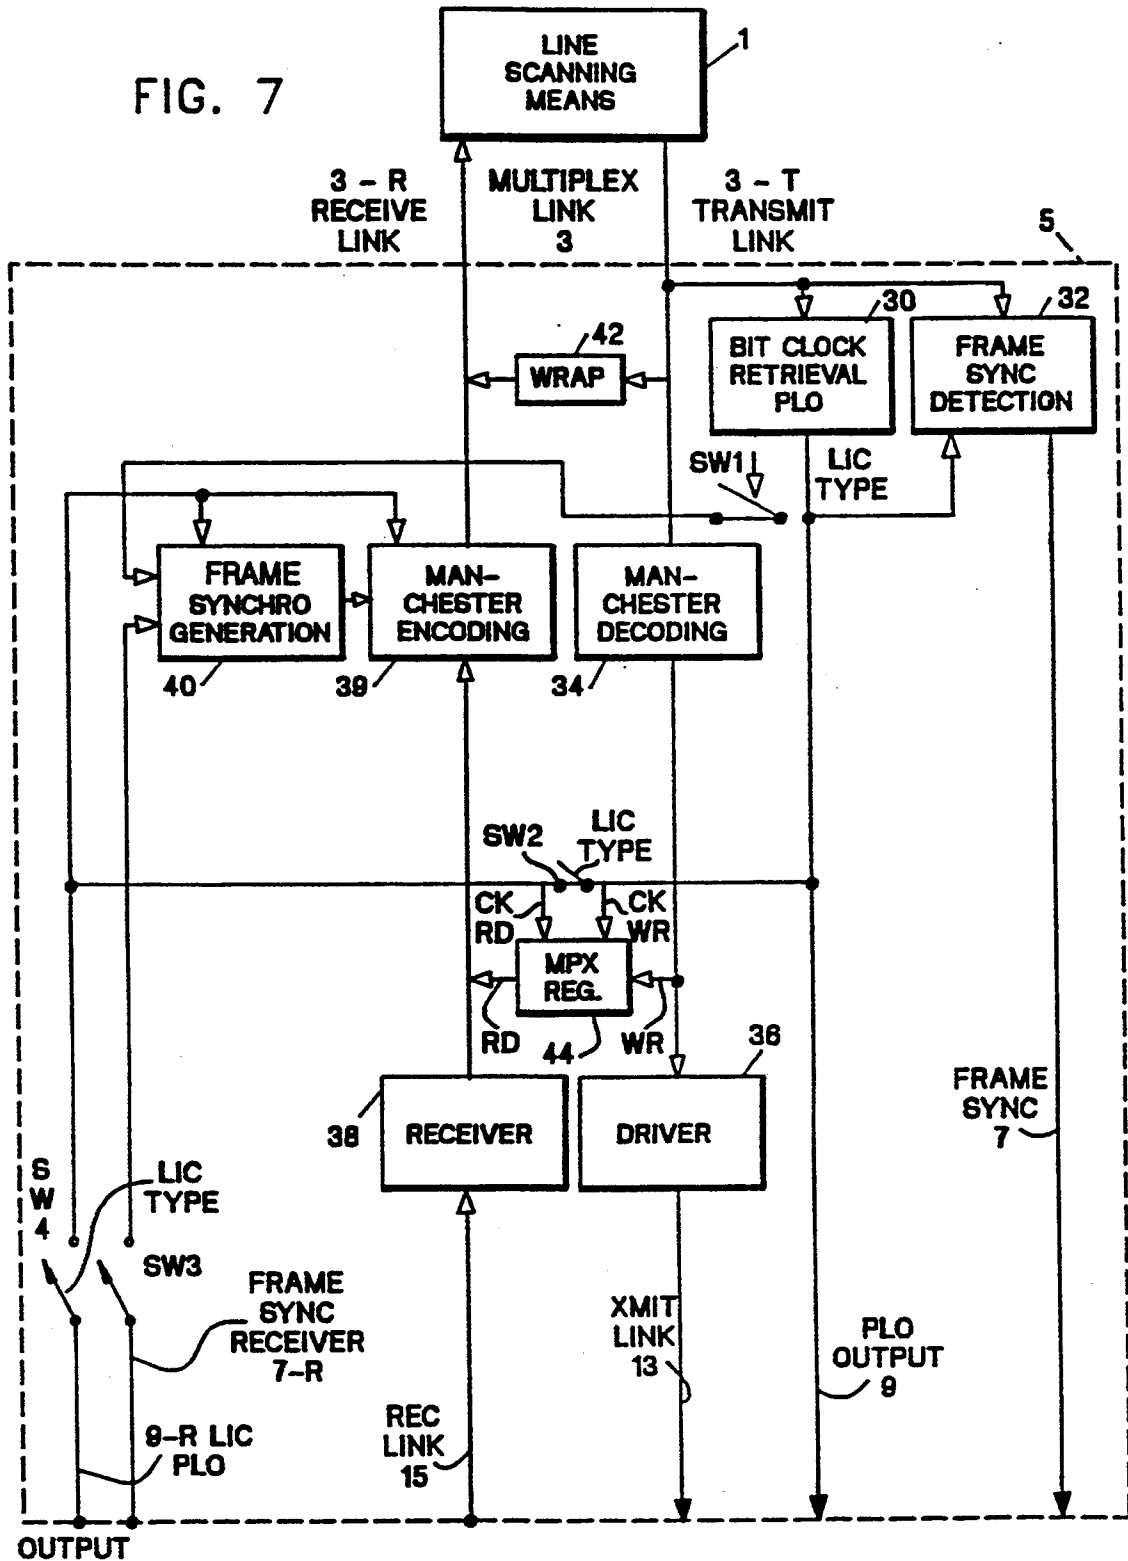 FIG. 7
LINE
SCANNING
MEANS
1
3 - R
RECEIVE
LINK
MULTIPLEX
LINK
3
3 - T
TRANSMIT
LINK
5
30
32
BIT CLOCK
RETRIEVAL
PLO
FRAME
SYNC
DETECTION
42
WRAP
SW1
LIC
TYPE
FRAME
SYNCHRO
GENERATION
MAN-
CHESTER
ENCODING
MAN-
CHESTER
DECODING
40
39
34
SW2
LIC
TYPE
CK
RD
CK
WR
MPX
REG.
RD
44
WR
36
38
RECEIVER
DRIVER
FRAME
SYNC
7
S
W
4
LIC
TYPE
SW3
FRAME
SYNC
RECEIVER
7-R
XMIT
LINK
13
PLO
OUTPUT
9
9-R LIC
PLO
REC
LINK
15
OUTPUT